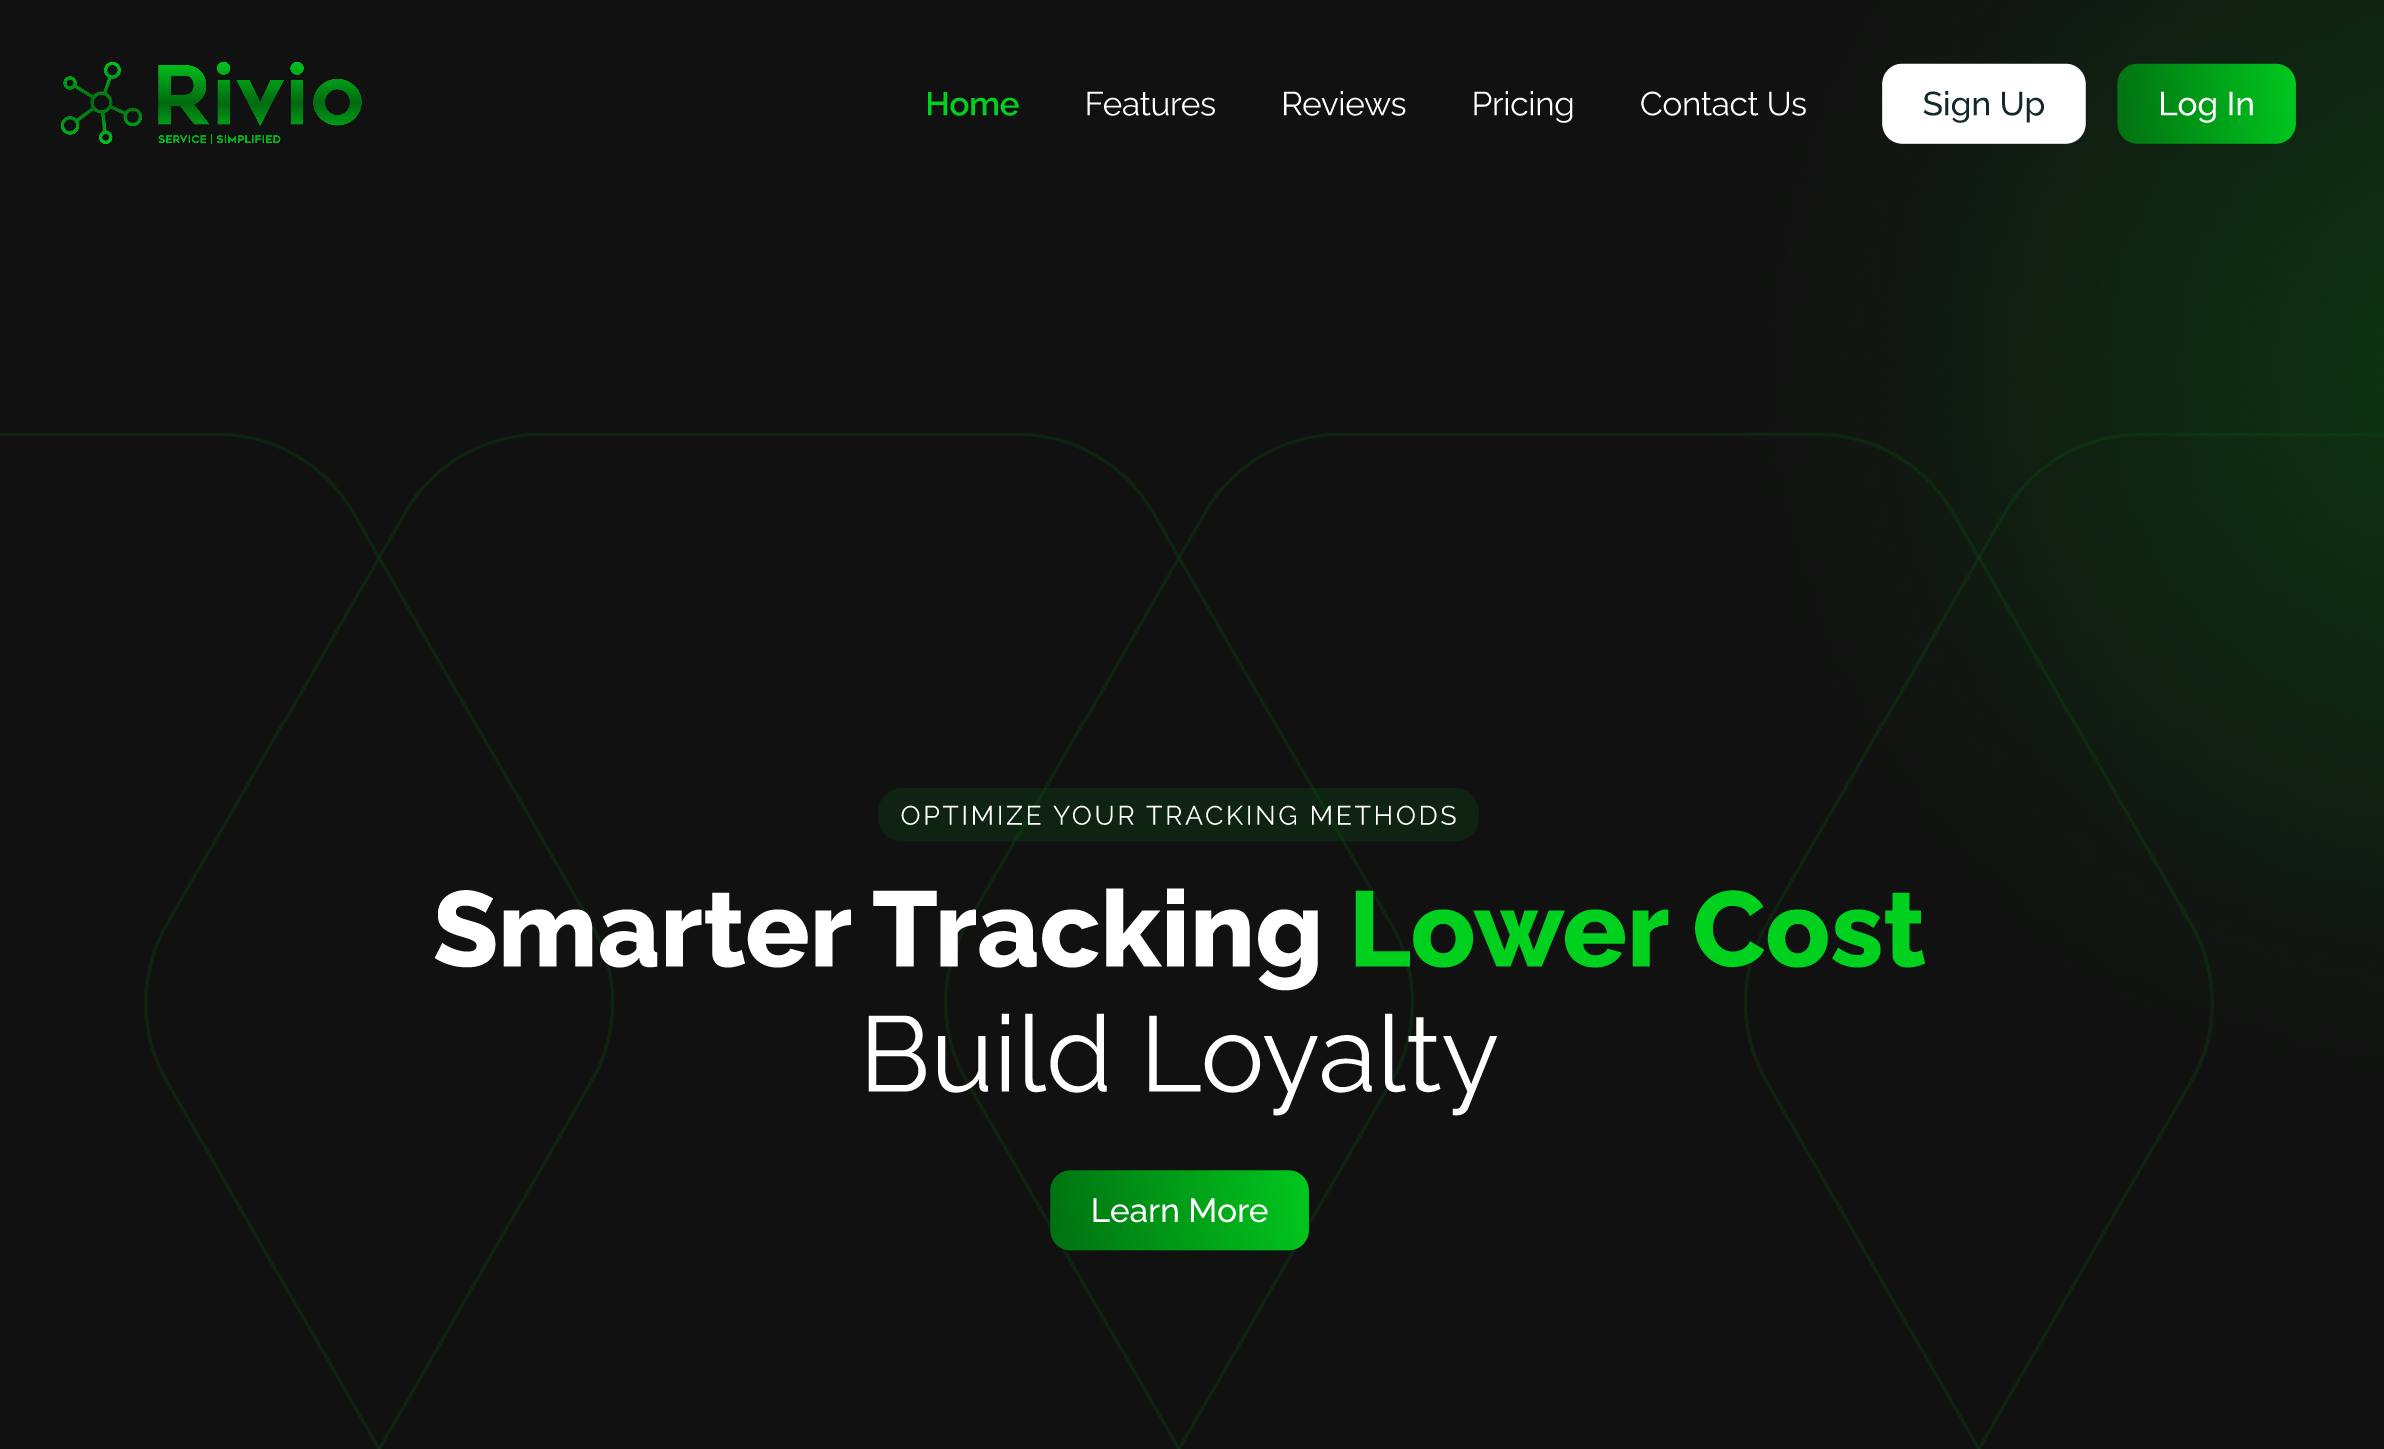 Rivio
SERVICE | SIMPLIFIED
Home Features Reviews Pricing Contact Us Sign Up Log In
OPTIMIZE YOUR TRACKING METHODS
Smarter Tracking Lower Cost
Build Loyalty
Learn More